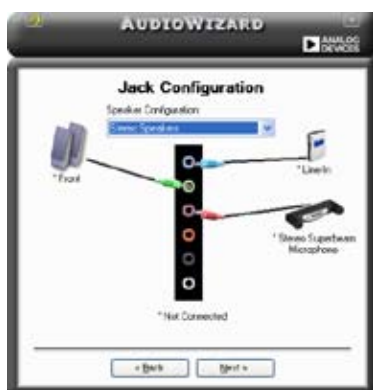 AudioWizard
ANALOG
DEVICES
Jack Configuration
Speaker Configuration
Stereo Speakers
* Front
* Line-In
* Stereo Superbeam
Microphone
* Not Connected
< Back
Next >